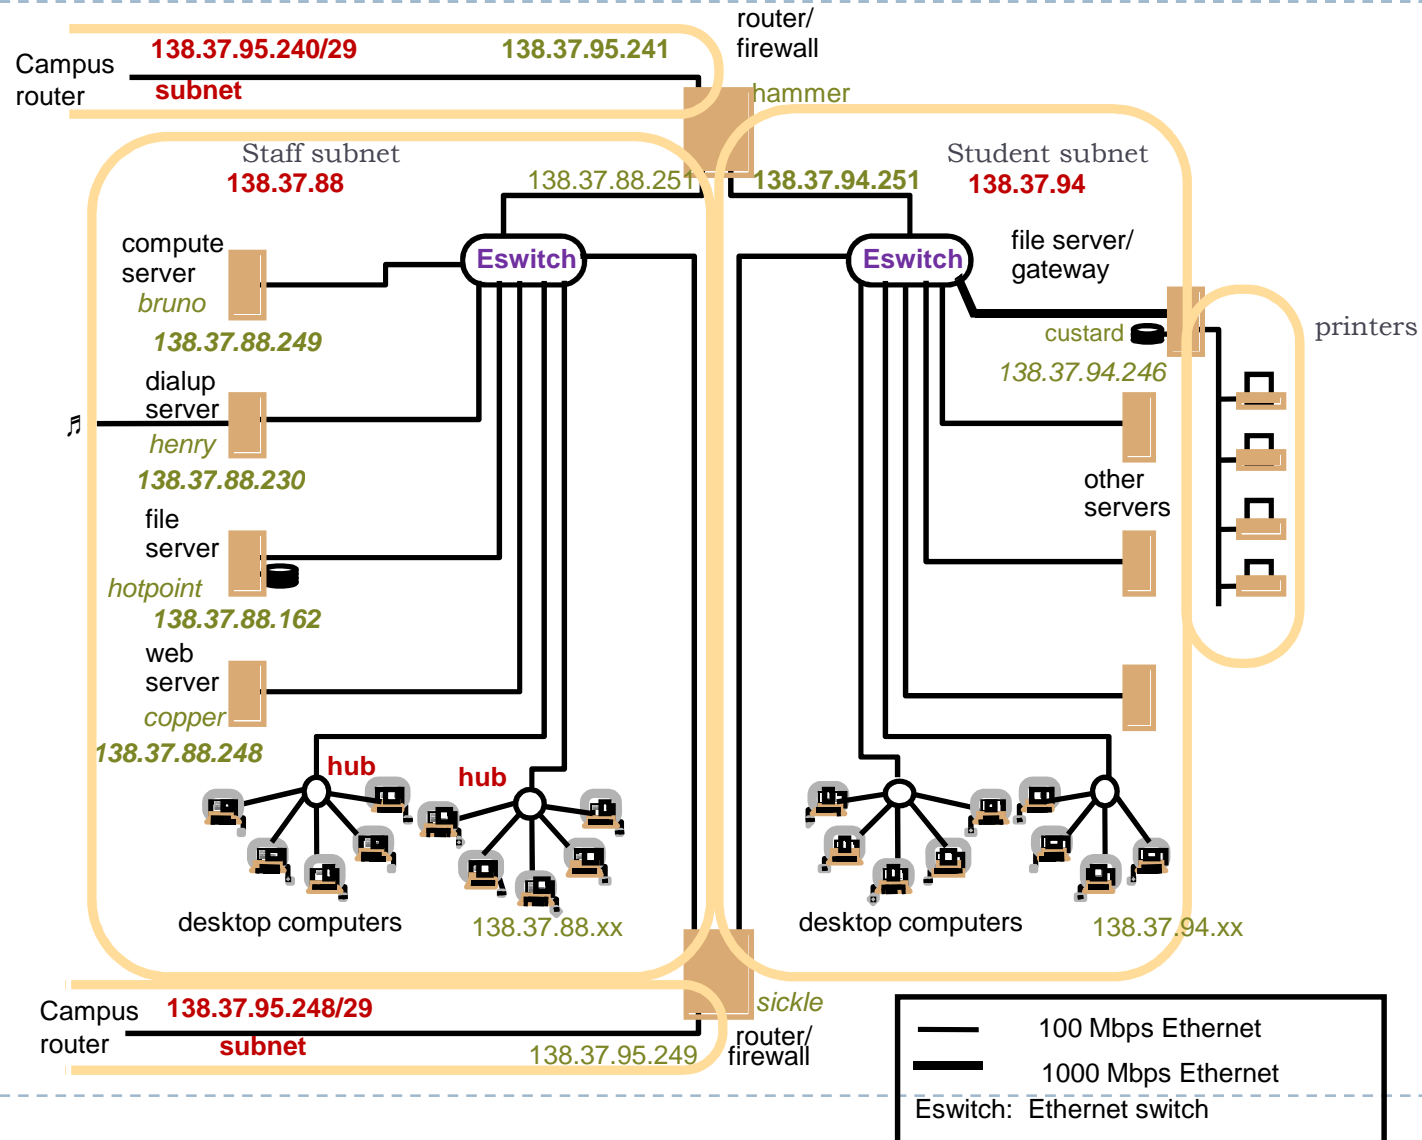 router/
firewall
138.37.95.240/29
138.37.95.241
Campus
router
subnet
hammer
Staff subnet
138.37.88
138.37.88.251
138.37.94.251
Student subnet
138.37.94
compute
server
bruno
138.37.88.249
Eswitch
Eswitch
file server/
gateway
custard
138.37.94.246
printers
dialup
server
henry
138.37.88.230
file
server
hotpoint
138.37.88.162
other
servers
web
server
copper
138.37.88.248
hub
hub
desktop computers
138.37.88.xx
desktop computers
138.37.94.xx
Campus
router
138.37.95.248/29
subnet
138.37.95.249
sickle
router/
firewall
100 Mbps Ethernet
1000 Mbps Ethernet
Eswitch: Ethernet switch